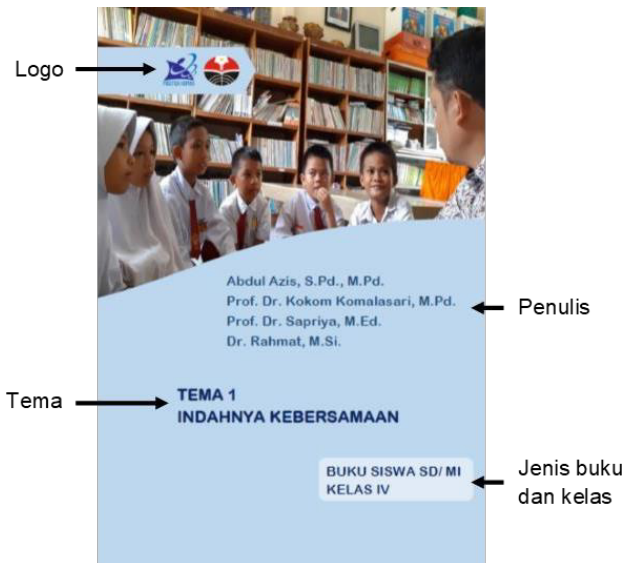 Logo
Abdul Azis, S.Pd., M.Pd.
Prof. Dr. Kokom Komalasari, M.Pd.
Prof. Dr. Sapriya, M.Ed.
Dr. Rahmat, M.Si.
Penulis
Tema
TEMA 1
INDAHNYA KEBERSAMAAN
BUKU SISWA SD/ MI
KELAS IV
Jenis buku
dan kelas